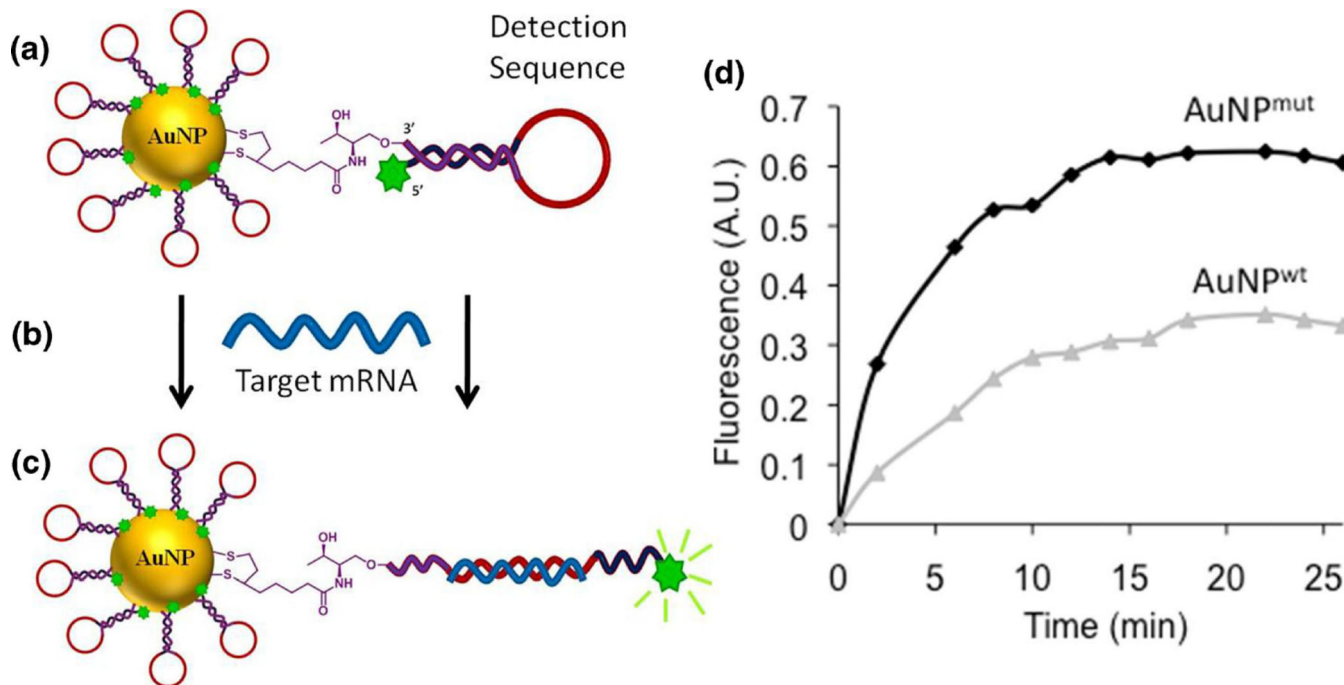 (a)
Detection
Sequence
AuNP
S
S
OH
O
NH
O
3'
5'
(b)
Target mRNA
(c)
AuNP
S
S
OH
O
NH
O
(d)
AuNPmut
AuNPwt
Fluorescence (A.U.)
0.7
0.6
0.5
0.4
0.3
0.2
0.1
0
0 5 10 15 20 25
Time (min)